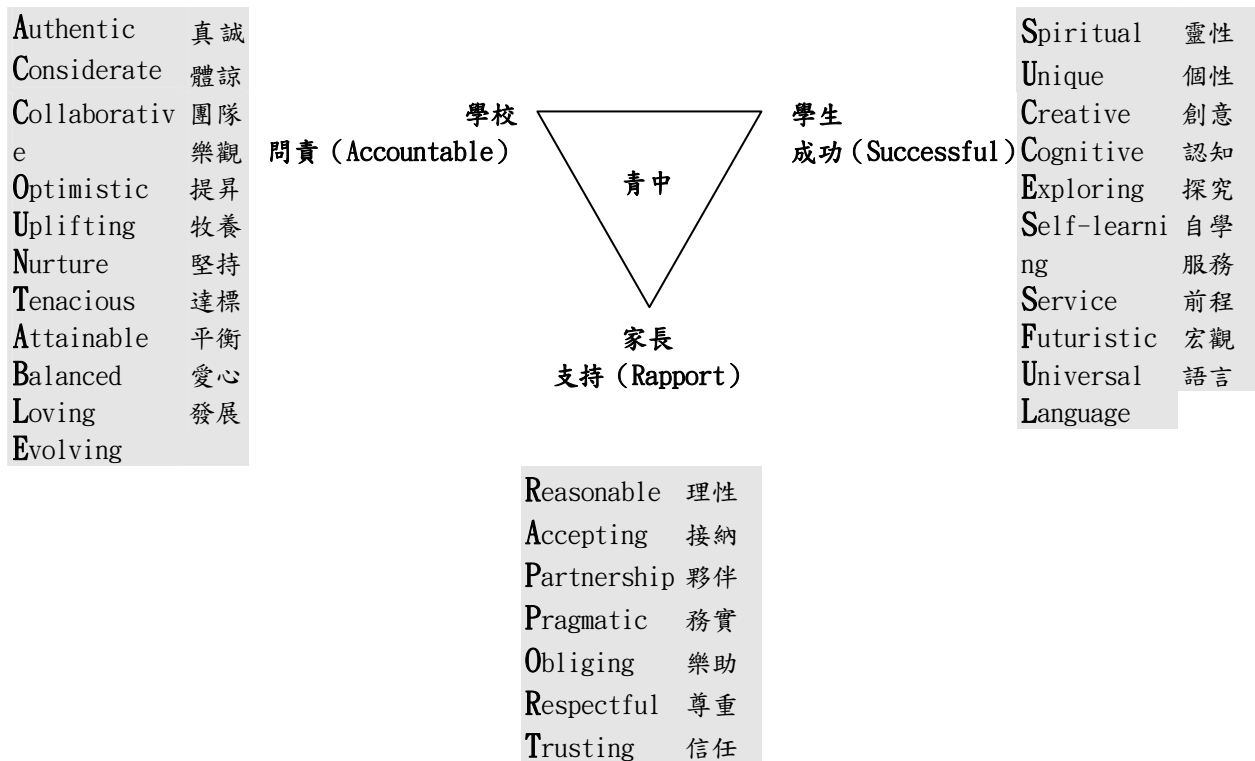 Authentic 真誠
Considerate 體諒
Collaborativ 團隊
e 樂觀
Optimistic 提昇
Uplifting 牧養
Nurture 堅持
Tenacious 達標
Attainable 平衡
Balanced 愛心
Loving 發展
Evolving
學校
問責（Accountable）
青中
學生
成功（Successful）
家長
支持（Rapport）
Spiritual 靈性
Unique 個性
Creative 創意
Cognitive 認知
Exploring 探究
Self-learni 自學
ng 服務
Service 前程
Futuristic 宏觀
Universal 語言
Language
Reasonable 理性
Accepting 接納
Partnership 夥伴
Pragmatic 務實
Obliging 樂助
Respectful 尊重
Trusting 信任